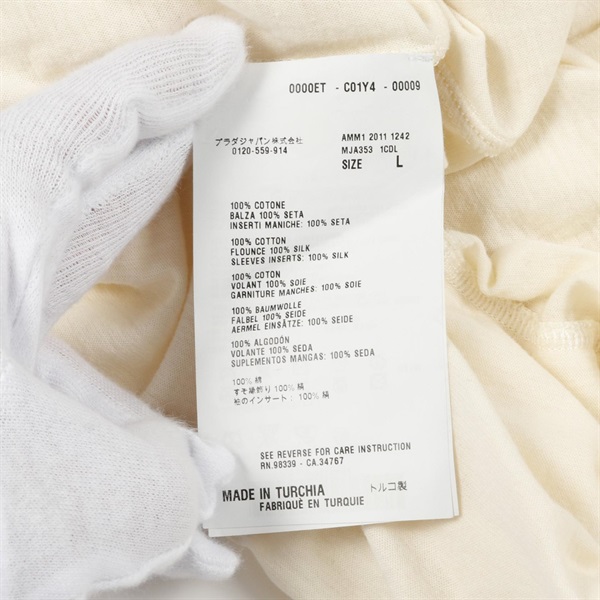 0000ET - C01Y4 - 00009
プラダジャパン株式会社
0120-559-914
AMM1 2011 1242
MJA353 1CDL
SIZE L
100% COTONE
BALZA 100% SETA
INSERTI MANICHE: 100% SETA
100% COTTON
FLOUNCE 100% SILK
SLEEVES INSERTS: 100% SILK
100% COTON
VOLANT 100% SOIE
GARNITURE MANCHES: 100% SOIE
100% BAUMWOLLE
FALBEL 100% SEIDE
AERMEL EINSÄTZE: 100% SEIDE
100% ALGODÓN
VOLANTE 100% SEDA
SUPLEMENTOS MANGAS: 100% SEDA
100% 綿
すそ縁飾り 100% 絹
袖のインサート : 100% 絹
SEE REVERSE FOR CARE INSTRUCTION
RN.98339 - CA.34767
MADE IN TURCHIA トルコ製
FABRIQUÈ EN TURQUIE